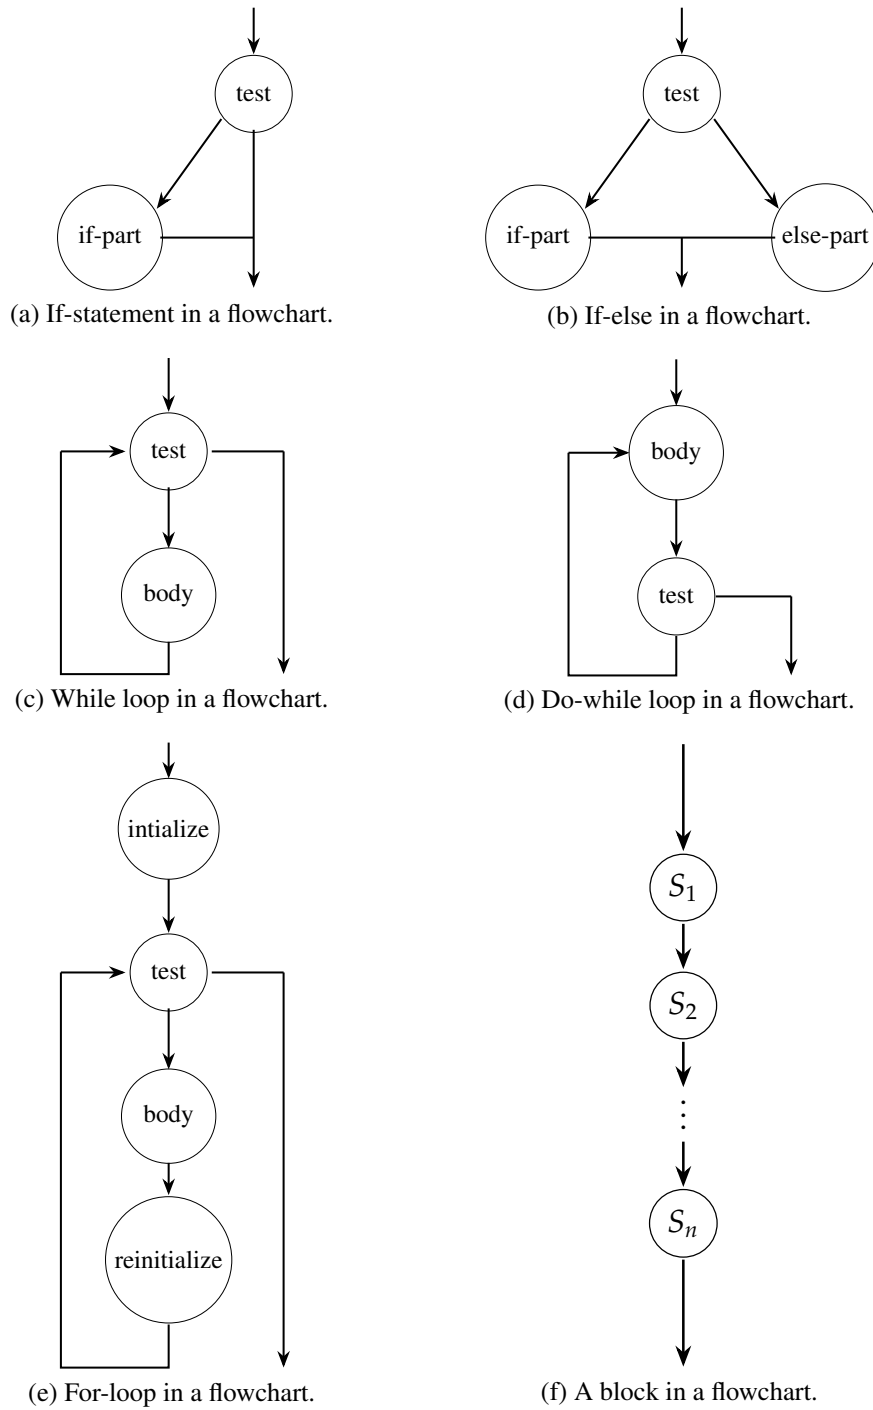 test
if-part
(a) If-statement in a flowchart.
test
if-part
else-part
(b) If-else in a flowchart.
test
body
(c) While loop in a flowchart.
body
test
(d) Do-while loop in a flowchart.
intialize
test
body
reinitialize
(e) For-loop in a flowchart.
S₁
S₂
⋮
Sₙ
(f) A block in a flowchart.